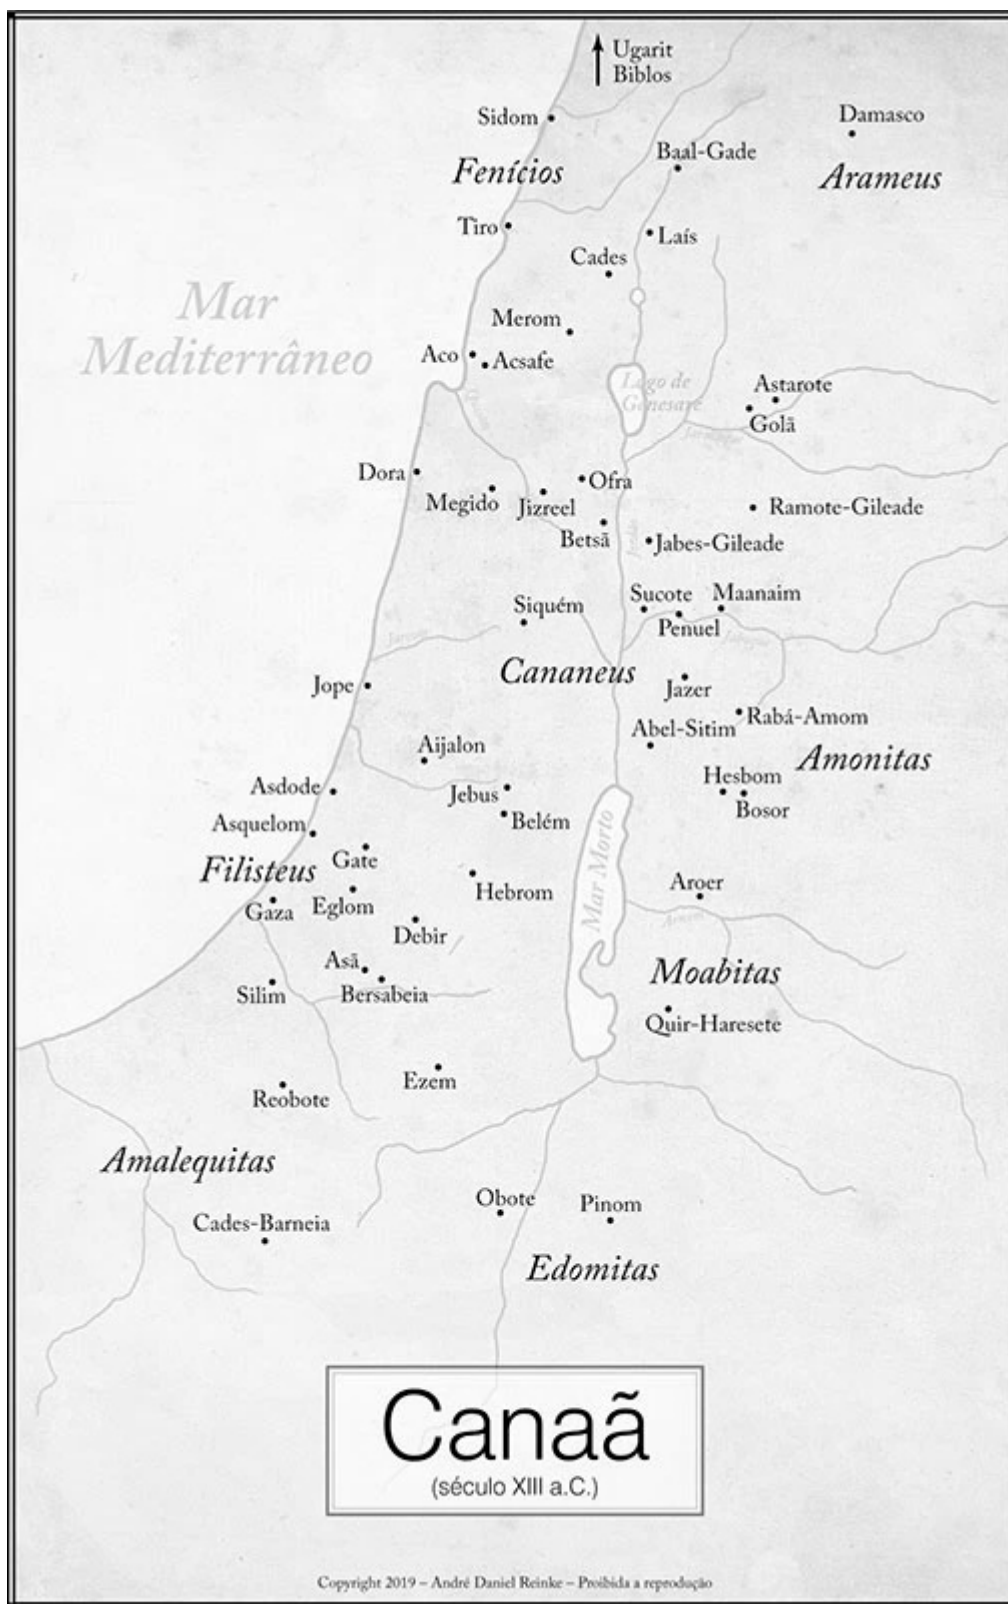 Ugarit
Biblos
Sidom
Damasco
Baal-Gade
Fenícios
Arameus
Tiro
Laís
Cades
Mar
Mediterrâneo
Merom
Aco
Acsafe
Lago de
Genesaré
Astarote
Golã
Dora
Ofra
Megido
Jizreel
Ramote-Gileade
Betsã
Jabes-Gileade
Sucote
Maanaim
Siquém
Penuel
Cananeus
Jope
Jazer
Rabá-Amom
Abel-Sitim
Aijalon
Amonitas
Hesbom
Asdode
Jebus
Bosor
Belém
Asquelom
Mar Morto
Gate
Filisteus
Hebrom
Aroer
Eglom
Gaza
Arnom
Debir
Asã
Moabitas
Silim
Bersabeia
Quir-Haresete
Ezem
Reobote
Amalequitas
Obote
Pinom
Cades-Barneia
Edomitas
Canaã
(século XIII a.C.)
Copyright 2019 – André Daniel Reinke – Proibida a reprodução